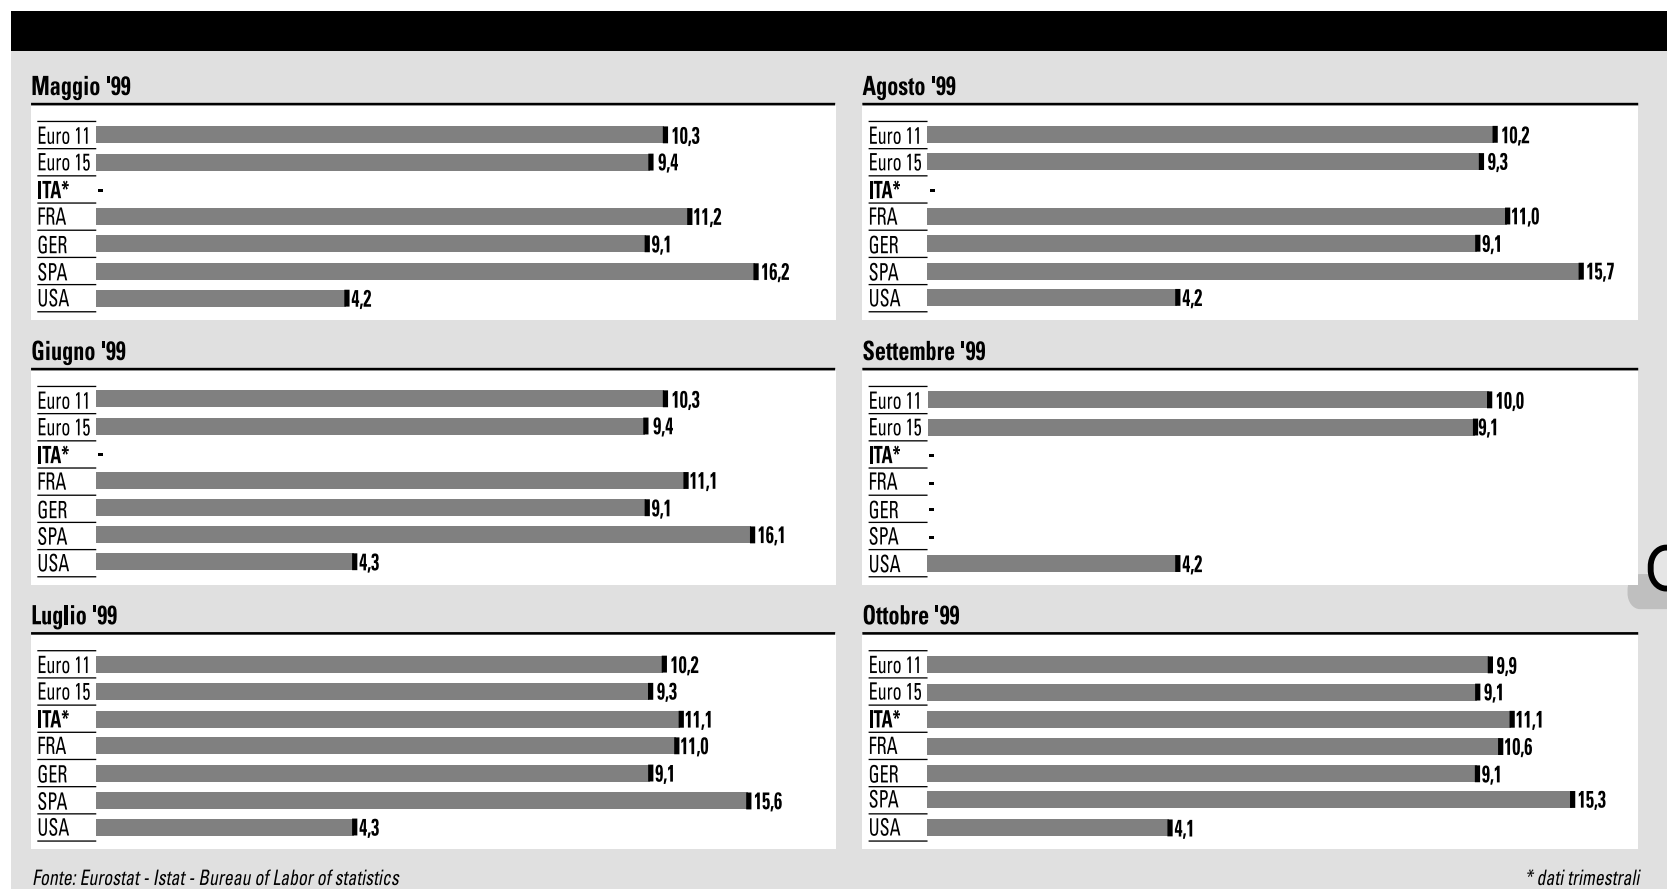 Maggio '99
Euro 11 10,3
Euro 15 9,4
ITA* -
FRA 11,2
GER 9,1
SPA 16,2
USA 4,2
Giugno '99
Euro 11 10,3
Euro 15 9,4
ITA* -
FRA 11,1
GER 9,1
SPA 16,1
USA 4,3
Luglio '99
Euro 11 10,2
Euro 15 9,3
ITA* 11,1
FRA 11,0
GER 9,1
SPA 15,6
USA 4,3
Agosto '99
Euro 11 10,2
Euro 15 9,3
ITA* -
FRA 11,0
GER 9,1
SPA 15,7
USA 4,2
Settembre '99
Euro 11 10,0
Euro 15 9,1
ITA* -
FRA -
GER -
SPA -
USA 4,2
Ottobre '99
Euro 11 9,9
Euro 15 9,1
ITA* 11,1
FRA 10,6
GER 9,1
SPA 15,3
USA 4,1
Fonte: Eurostat - Istat - Bureau of Labor of statistics
* dati trimestrali